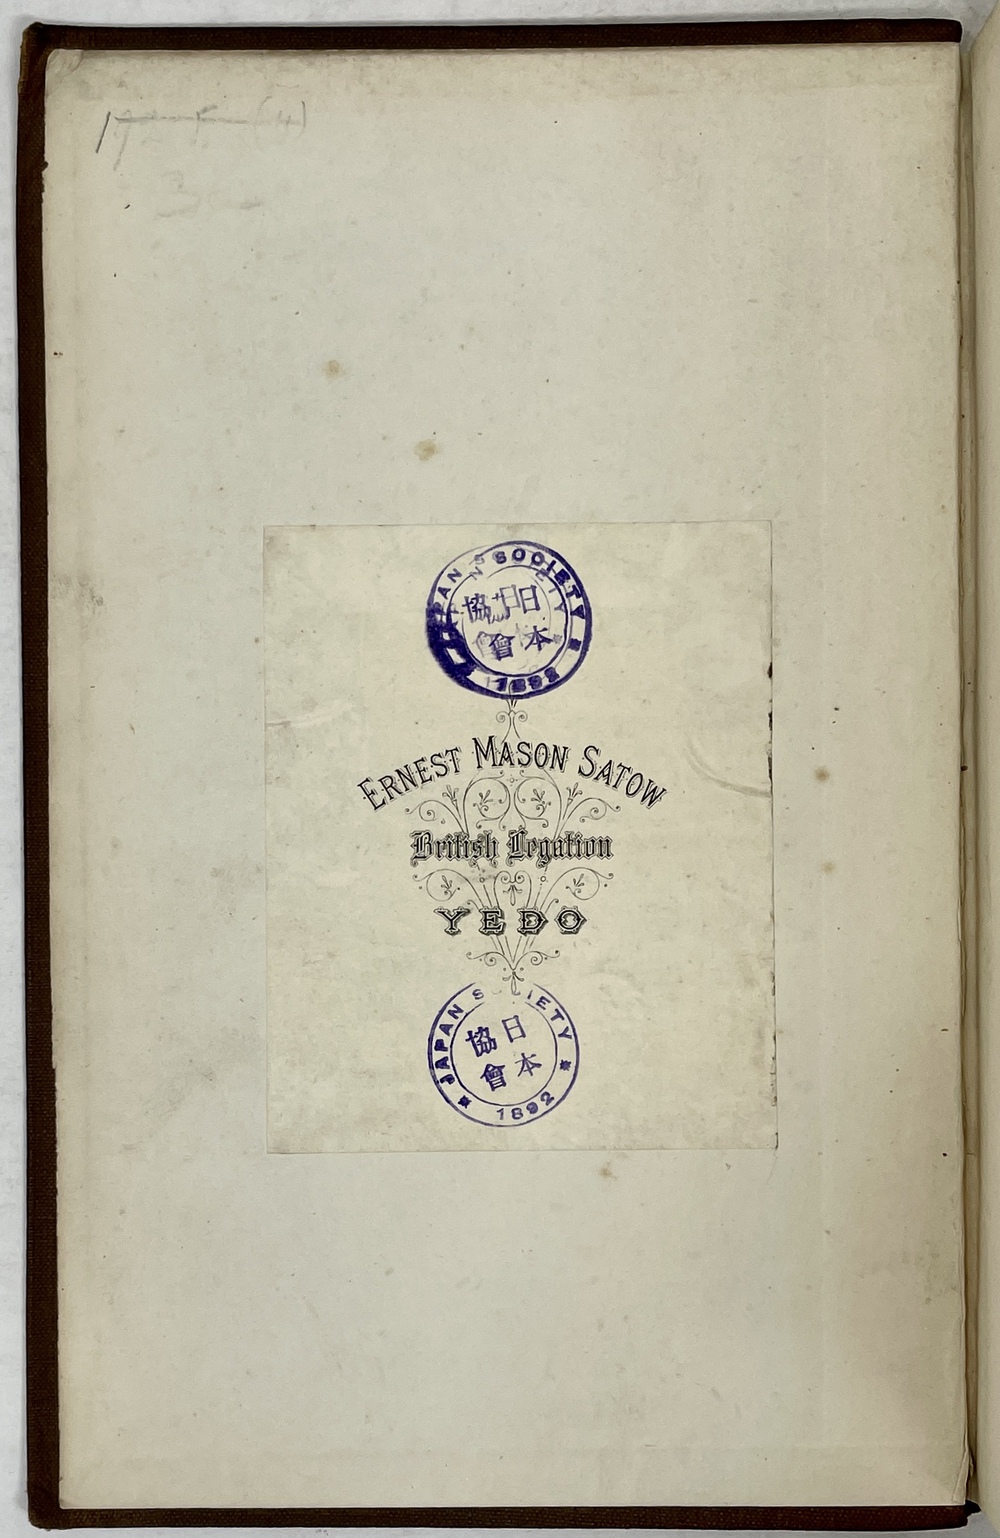 JAPAN SOCIETY
日本
協會
1892
ERNEST MASON SATOW
British Legation
YEDO
JAPAN SOCIETY
日本
協會
1892